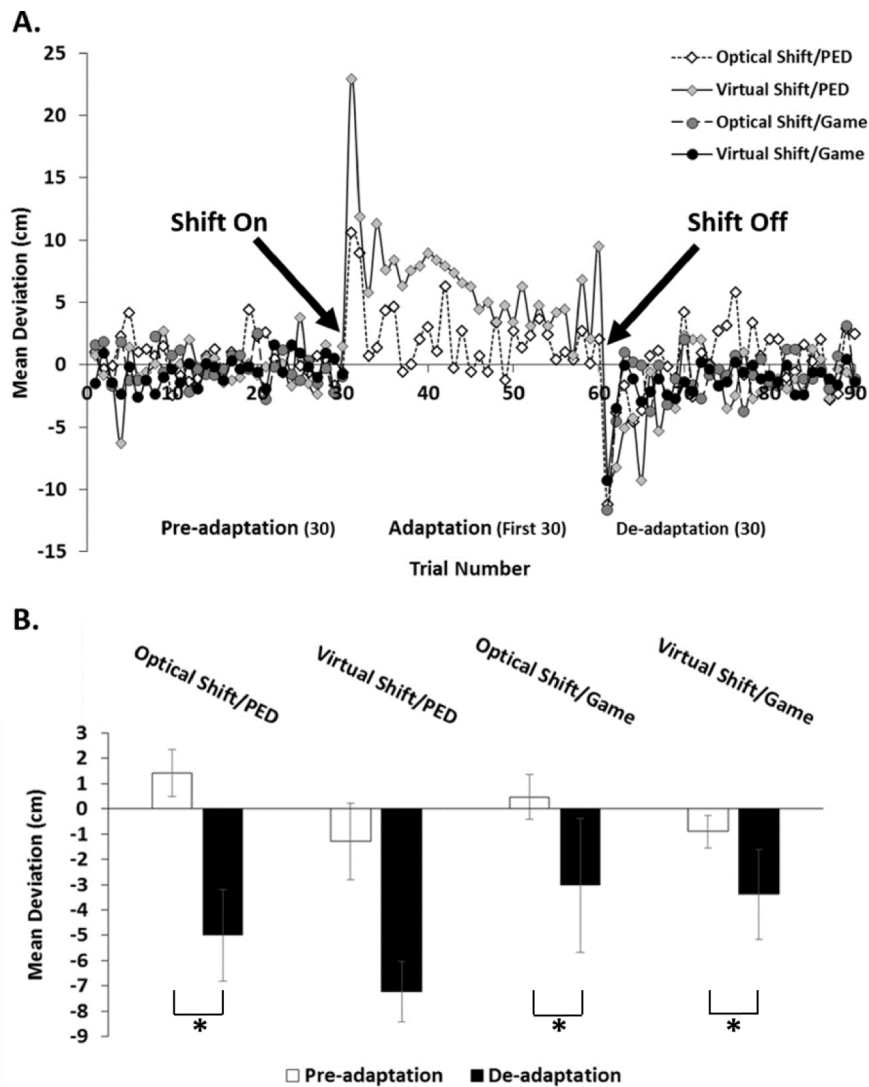 A.
25
20
15
10
5
0
-5
-10
-15
Mean Deviation (cm)
Optical Shift/PED
Virtual Shift/PED
Optical Shift/Game
Virtual Shift/Game
Shift On
Shift Off
0 10 20 30 40 50 60 70 80 90
Pre-adaptation (30) Adaptation (First 30) De-adaptation (30)
Trial Number
B.
Optical Shift/PED
Virtual Shift/PED
Optical Shift/Game
Virtual Shift/Game
3
2
1
0
-1
-2
-3
-4
-5
-6
-7
-8
-9
Mean Deviation (cm)
* * *
Pre-adaptation De-adaptation